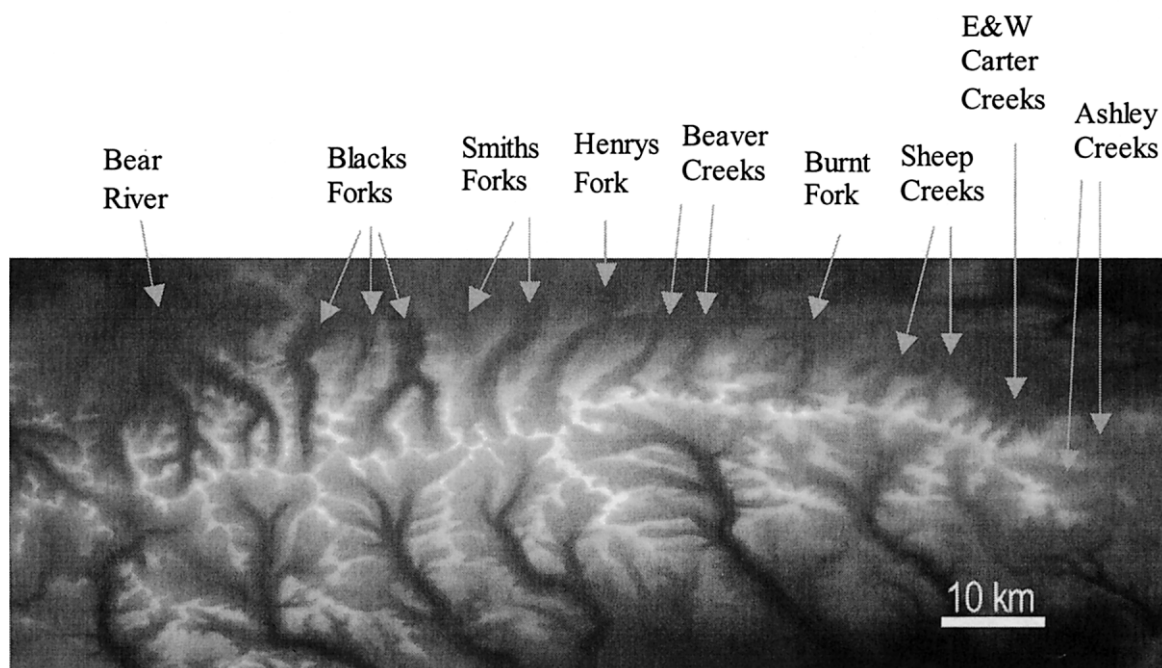 Bear
River
Blacks
Forks
Smiths
Forks
Henrys
Fork
Beaver
Creeks
Burnt
Fork
Sheep
Creeks
E&W
Carter
Creeks
Ashley
Creeks
10 km